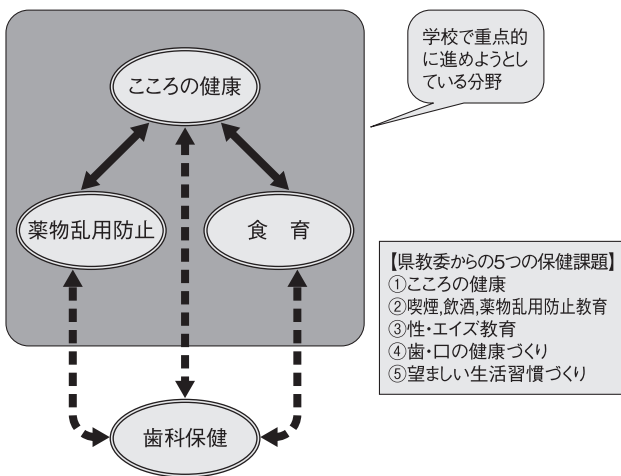 こころの健康
薬物乱用防止
食 育
歯科保健
学校で重点的
に進めようとし
ている分野
【県教委からの5つの保健課題】
①こころの健康
②喫煙,飲酒,薬物乱用防止教育
③性・エイズ教育
④歯・口の健康づくり
⑤望ましい生活習慣づくり